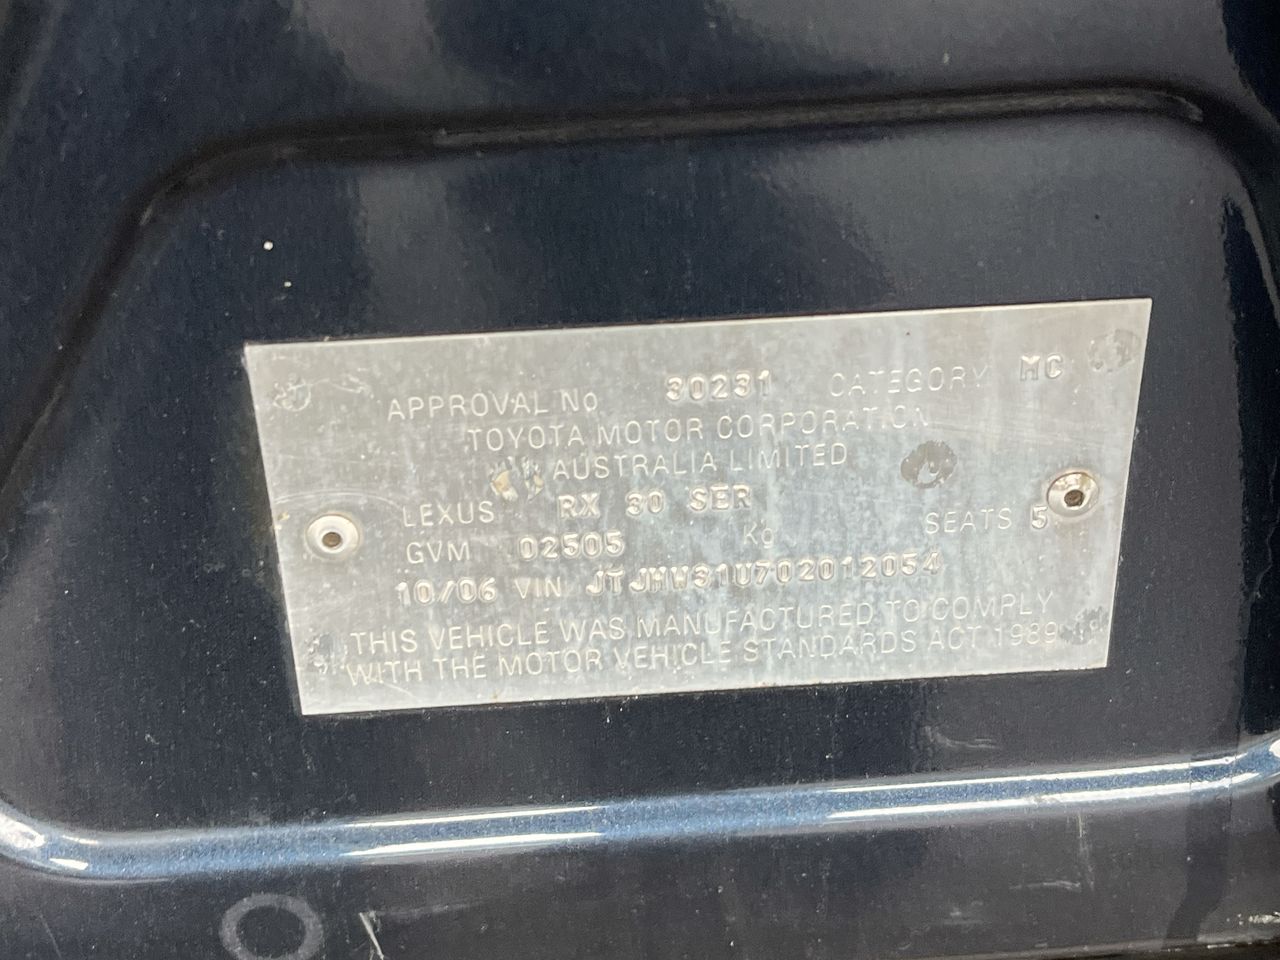 APPROVAL No 30231 CATEGORY MC
TOYOTA MOTOR CORPORATION
AUSTRALIA LIMITED
LEXUS RX 30 SER
GVM 02505 Kg SEATS 5
10/06 VIN JTJHW31U702012054
THIS VEHICLE WAS MANUFACTURED TO COMPLY
WITH THE MOTOR VEHICLE STANDARDS ACT 1989